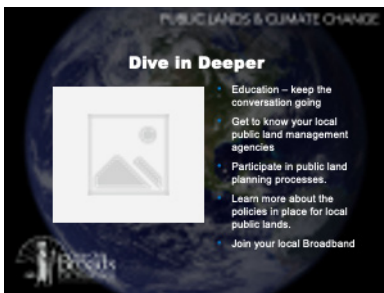 PUBLIC LANDS & CLIMATE CHANGE
Dive in Deeper
Education – keep the
conversation going
Get to know your local
public land management
agencies
Participate in public land
planning processes.
Learn more about the
policies in place for local
public lands.
Join your local Broadband
Broads